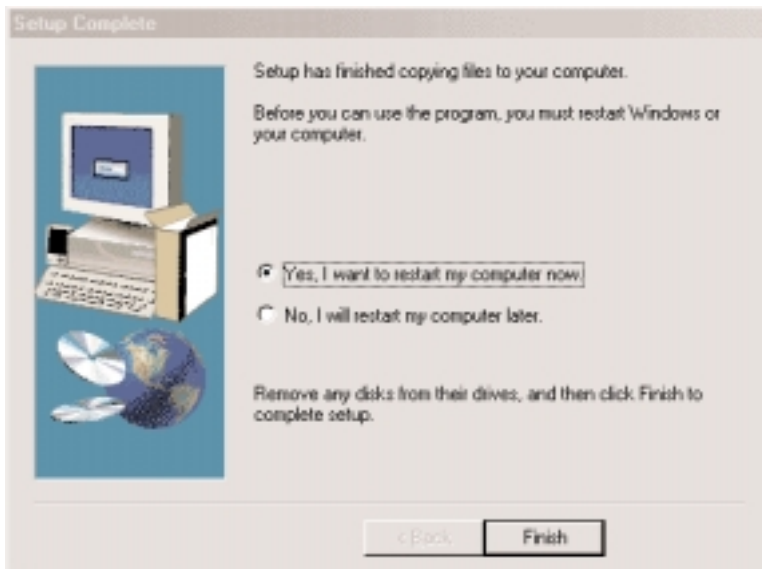 Setup Complete
Setup has finished copying files to your computer.
Before you can use the program, you must restart Windows or
your computer.
Yes, I want to restart my computer now.
No, I will restart my computer later.
Remove any disks from their drives, and then click Finish to
complete setup.
< Back
Finish